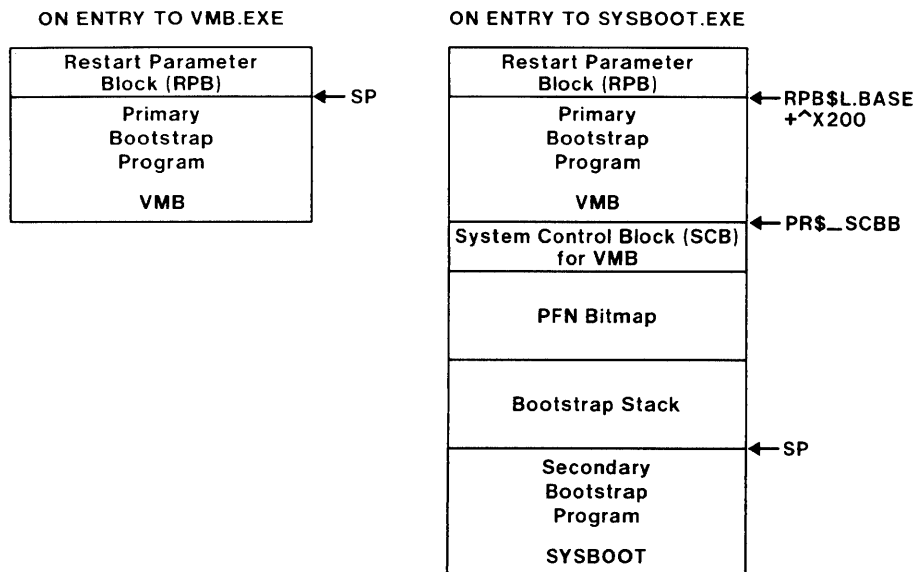 ON ENTRY TO VMB.EXE
Restart Parameter
Block (RPB)
SP
Primary
Bootstrap
Program
VMB
ON ENTRY TO SYSBOOT.EXE
Restart Parameter
Block (RPB)
RPB$L.BASE
+^X200
Primary
Bootstrap
Program
VMB
PR$_SCBB
System Control Block (SCB)
for VMB
PFN Bitmap
Bootstrap Stack
SP
Secondary
Bootstrap
Program
SYSBOOT